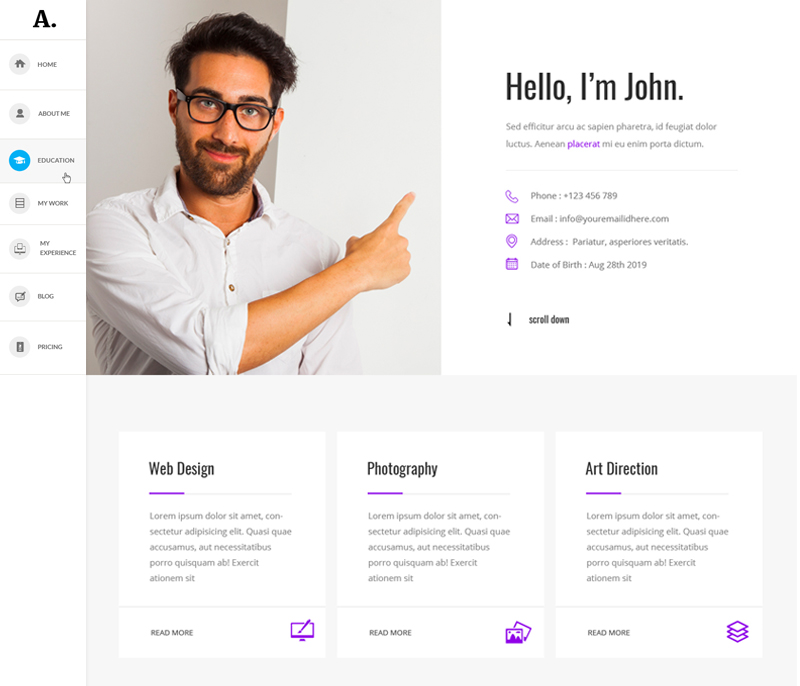 A.
HOME
ABOUT ME
EDUCATION
MY WORK
MY
EXPERIENCE
BLOG
PRICING
Hello, I'm John.
Sed efficitur arcu ac sapien pharetra, id feugiat dolor
luctus. Aenean placerat mi eu enim porta dictum.
Phone : +123 456 789
Email : info@youremailidhere.com
Address : Pariatur, asperiores veritatis.
Date of Birth : Aug 28th 2019
scroll down
Web Design
Lorem ipsum dolor sit amet, con-
sectetur adipisicing elit. Quasi quae
accusamus, aut necessitatibus
porro quisquam ab! Exercit
ationem sit
READ MORE
Photography
Lorem ipsum dolor sit amet, con-
sectetur adipisicing elit. Quasi quae
accusamus, aut necessitatibus
porro quisquam ab! Exercit
ationem sit
READ MORE
Art Direction
Lorem ipsum dolor sit amet, con-
sectetur adipisicing elit. Quasi quae
accusamus, aut necessitatibus
porro quisquam ab! Exercit
ationem sit
READ MORE